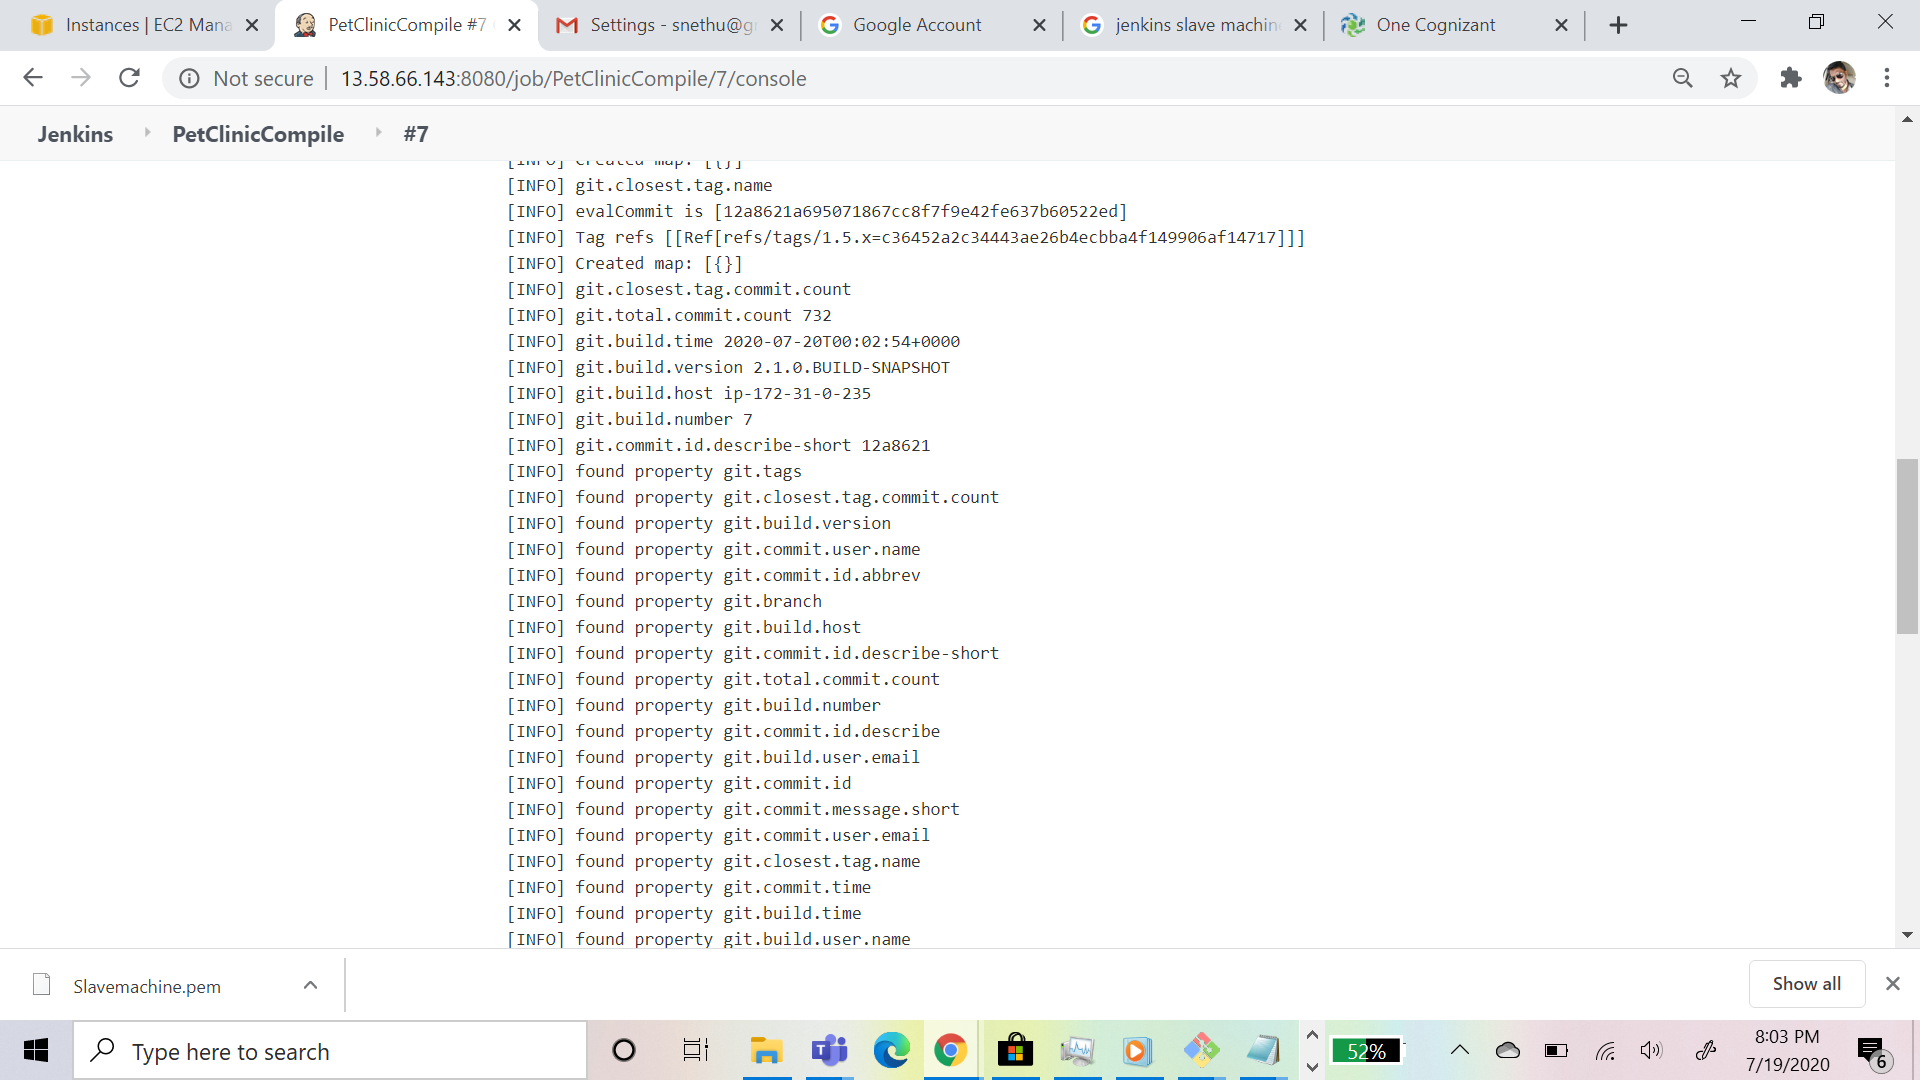 Instances | EC2 Mana
PetClinicCompile #7
Settings - snethu@g
Google Account
jenkins slave machin
One Cognizant
Not secure
13.58.66.143:8080/job/PetClinicCompile/7/console
Jenkins
PetClinicCompile
#7
[INFO] Created map: [{}]
[INFO] git.closest.tag.name
[INFO] evalCommit is [12a8621a695071867cc8f7f9e42fe637b60522ed]
[INFO] Tag refs [[Ref[refs/tags/1.5.x=c36452a2c34443ae26b4ecbba4f149906af14717]]]
[INFO] Created map: [{}]
[INFO] git.closest.tag.commit.count
[INFO] git.total.commit.count 732
[INFO] git.build.time 2020-07-20T00:02:54+0000
[INFO] git.build.version 2.1.0.BUILD-SNAPSHOT
[INFO] git.build.host ip-172-31-0-235
[INFO] git.build.number 7
[INFO] git.commit.id.describe-short 12a8621
[INFO] found property git.tags
[INFO] found property git.closest.tag.commit.count
[INFO] found property git.build.version
[INFO] found property git.commit.user.name
[INFO] found property git.commit.id.abbrev
[INFO] found property git.branch
[INFO] found property git.build.host
[INFO] found property git.commit.id.describe-short
[INFO] found property git.total.commit.count
[INFO] found property git.build.number
[INFO] found property git.commit.id.describe
[INFO] found property git.build.user.email
[INFO] found property git.commit.id
[INFO] found property git.commit.message.short
[INFO] found property git.commit.user.email
[INFO] found property git.closest.tag.name
[INFO] found property git.commit.time
[INFO] found property git.build.time
[INFO] found property git.build.user.name
Slavemachine.pem
Show all
Type here to search
52%
8:03 PM
7/19/2020
6